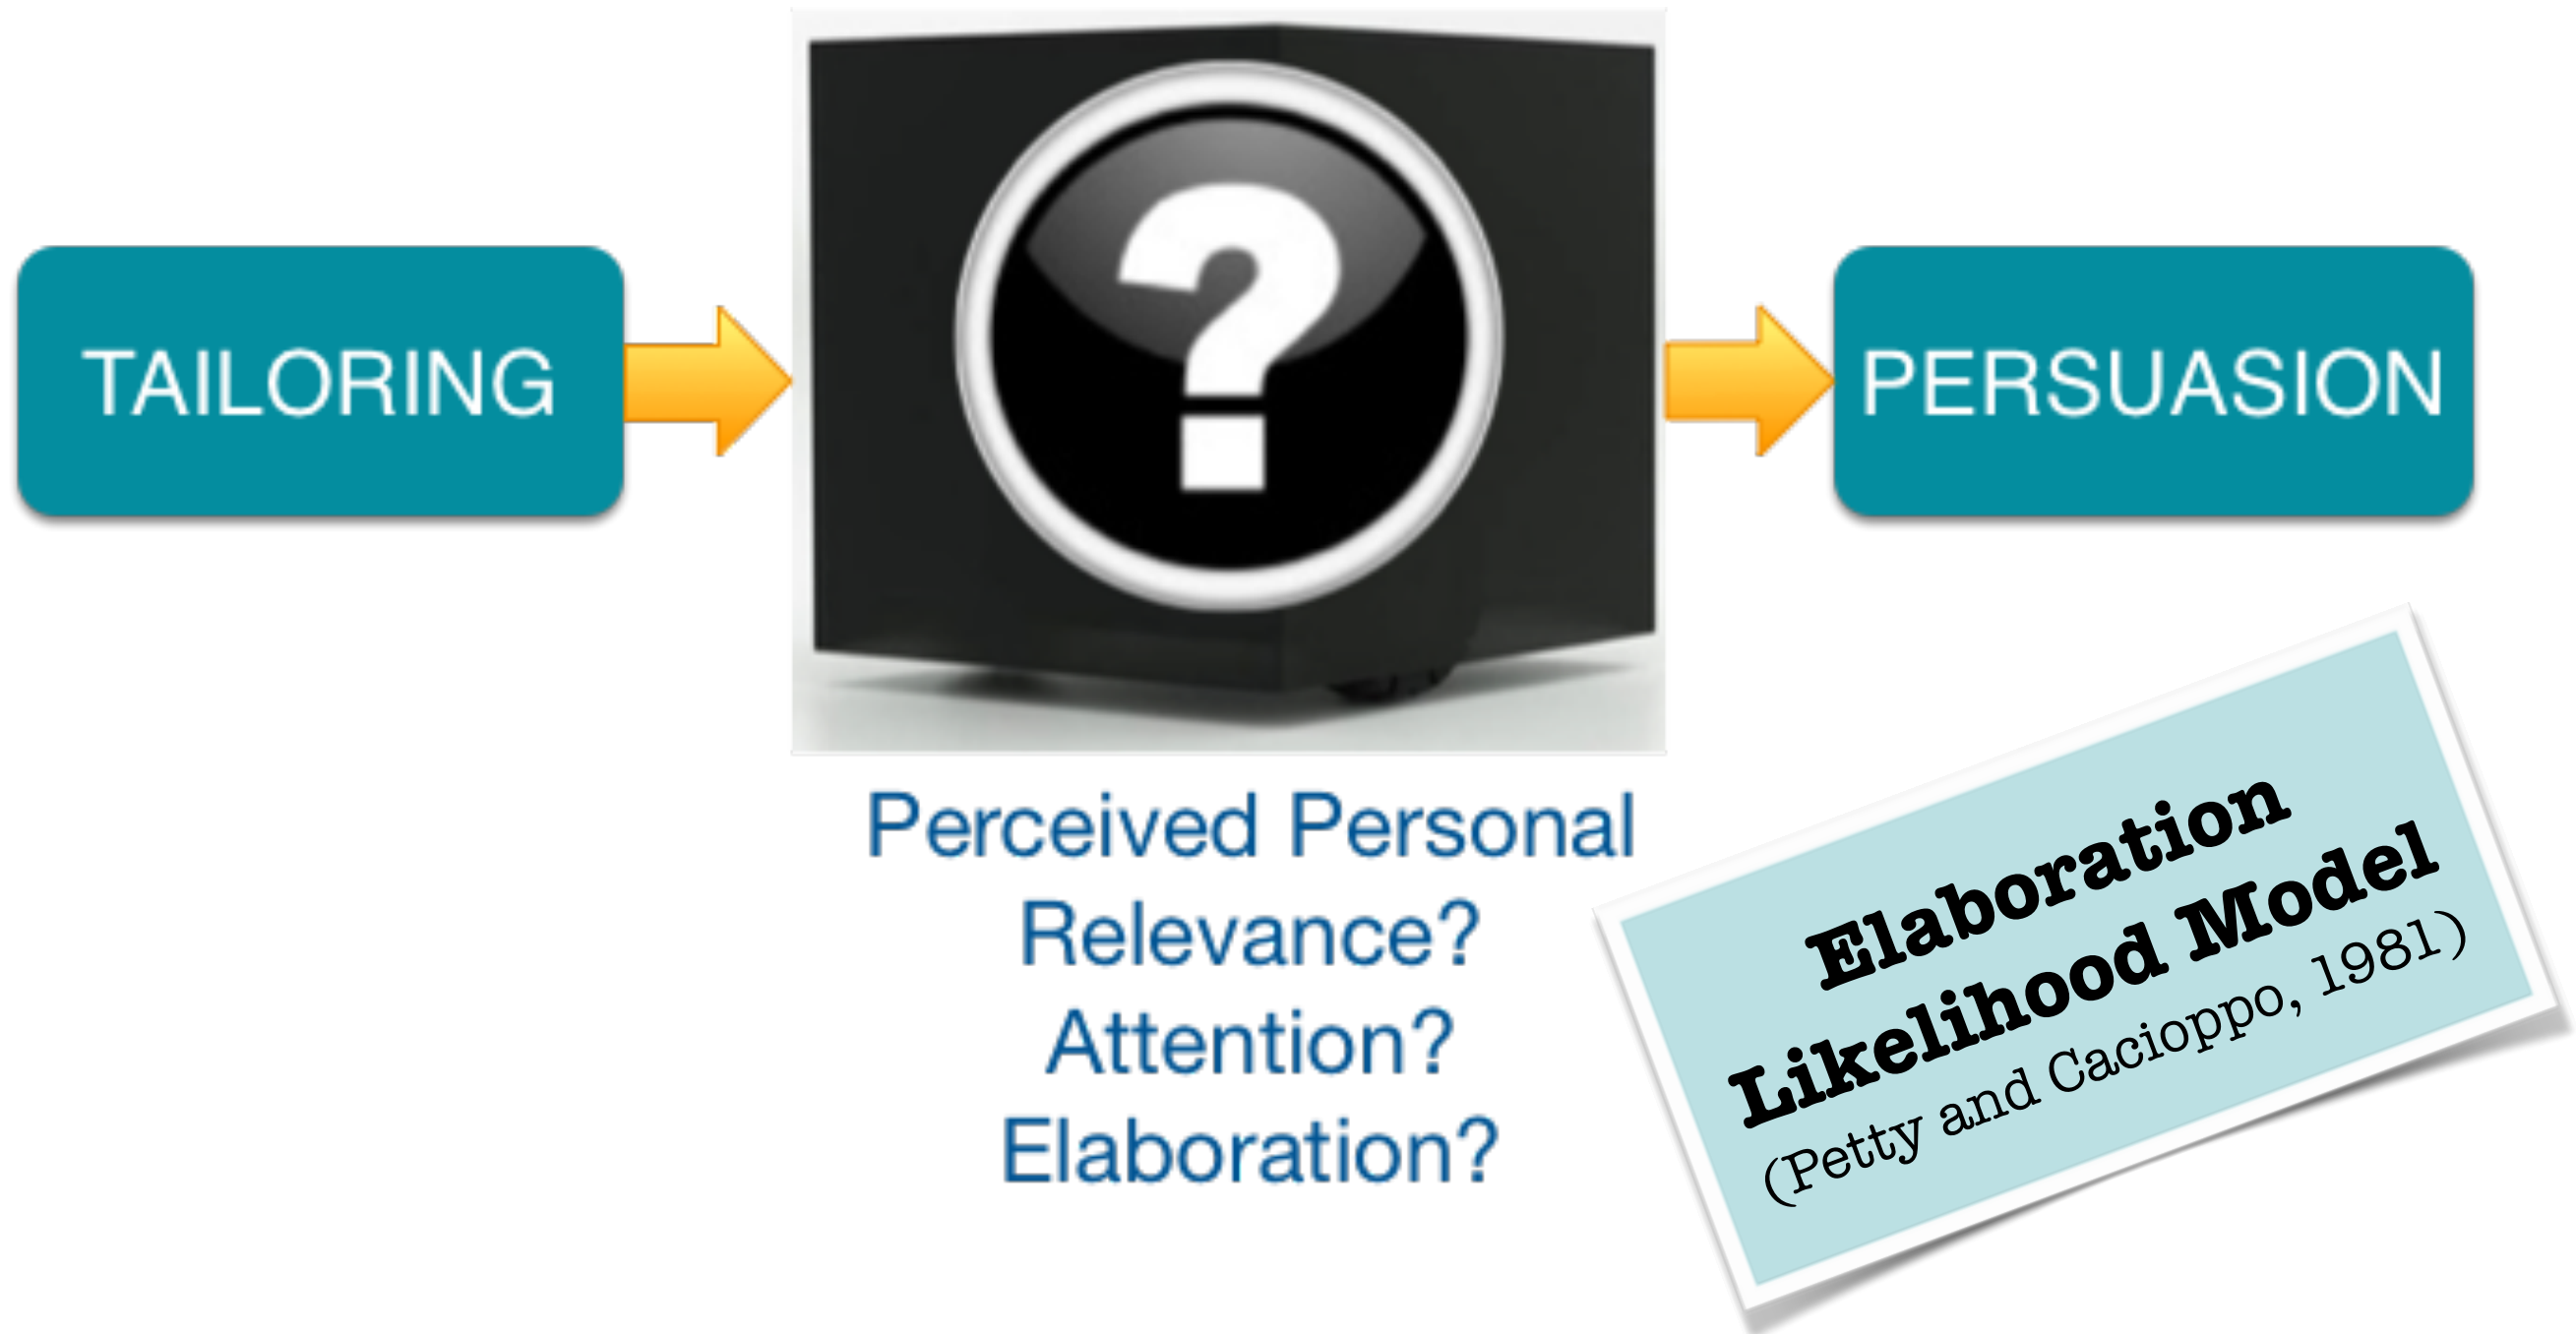 TAILORING
?
PERSUASION
Perceived Personal
Relevance?
Attention?
Elaboration?
Elaboration
Likelihood Model
(Petty and Cacioppo, 1981)